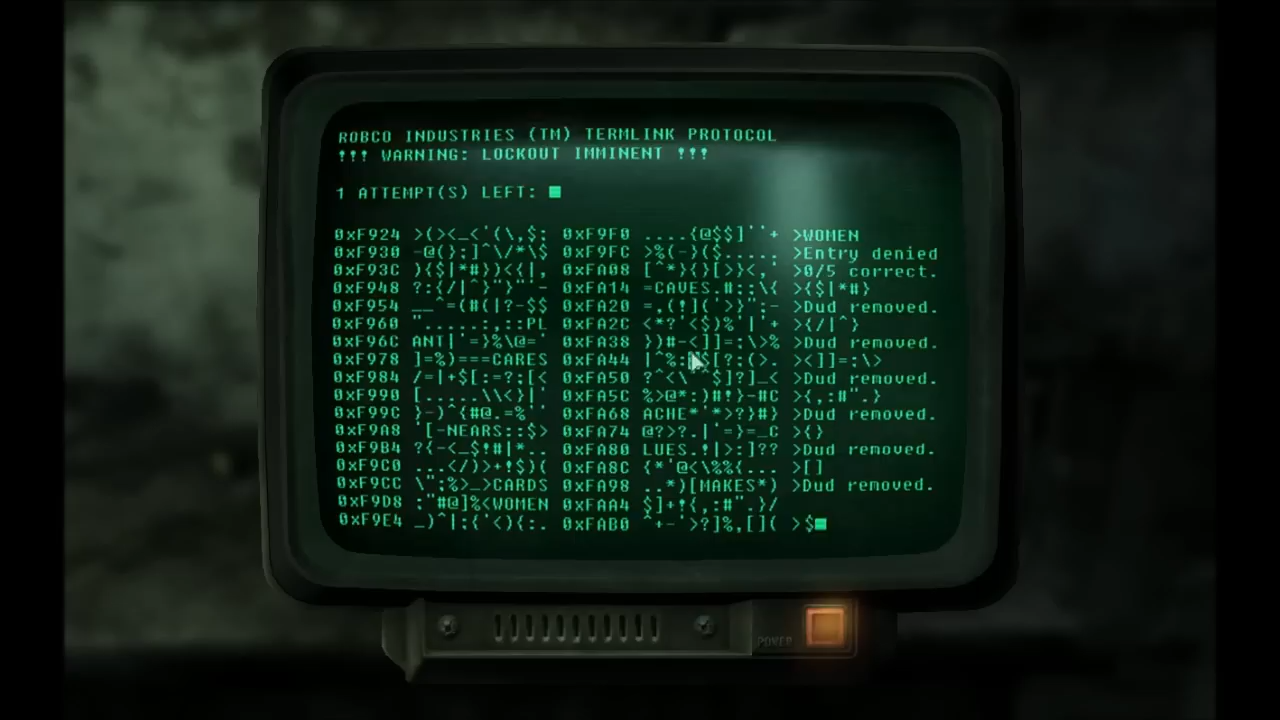 ROBCO INDUSTRIES (TM) TERMLINK PROTOCOL
!!! WARNING: LOCKOUT IMMINENT !!!
1 ATTEMPT(S) LEFT:
0xF924 >(><_<'(\,$: 0xF9F0 ....{@$$]''+ >WOMEN
0xF930 -@(};]^\/*\$ 0xF9FC >%(-}($....; >Entry denied
0xF93C ){$|*#})<{|, 0xFA08 [^*}{}[>}<,' >0/5 correct.
0xF948 ?:{/|^}"}"'- 0xFA14 =CAVES.#::\{ >{$|*#}
0xF954 __^=(#(|?-$$ 0xFA20 =,(!]('>}":- >Dud removed.
0xF960 ".....:,::PL 0xFA2C <*?'<$)%'|'+ >{/|^}
0xF96C ANT|'=}%\@=' 0xFA38 })#-<]]=;\>% >Dud removed.
0xF978 ]=%)===CARES 0xFA44 |^%: $[?:(>. ><]]=;\>
0xF984 /=|+$[:=?:[< 0xFA50 ?^<\ ^$]?]_< >Dud removed.
0xF990 [.....\\<}|' 0xFA5C %>@*:)#!}-#C >{,:#".}
0xF99C }-)^{#@.=%'' 0xFA68 ACHE*'*>?}#} >Dud removed.
0xF9A8 '[-NEARS::$> 0xFA74 @?>?.|'=}=_C >{}
0xF9B4 ?{-<_$!#|*.. 0xFA80 LUES.!|>:]?? >Dud removed.
0xF9C0 ...</)>+!$)( 0xFA8C {*'@<\%%{... >[]
0xF9CC \";%>_>CARDS 0xFA98 ..*)[MAKES*) >Dud removed.
0xF9D8 :"#@]%<WOMEN 0xFAA4 $]+!{,:#".}/
0xF9E4 _)^|;{'<){:. 0xFAB0 ^+-'>?]%,[]( >$
POWER